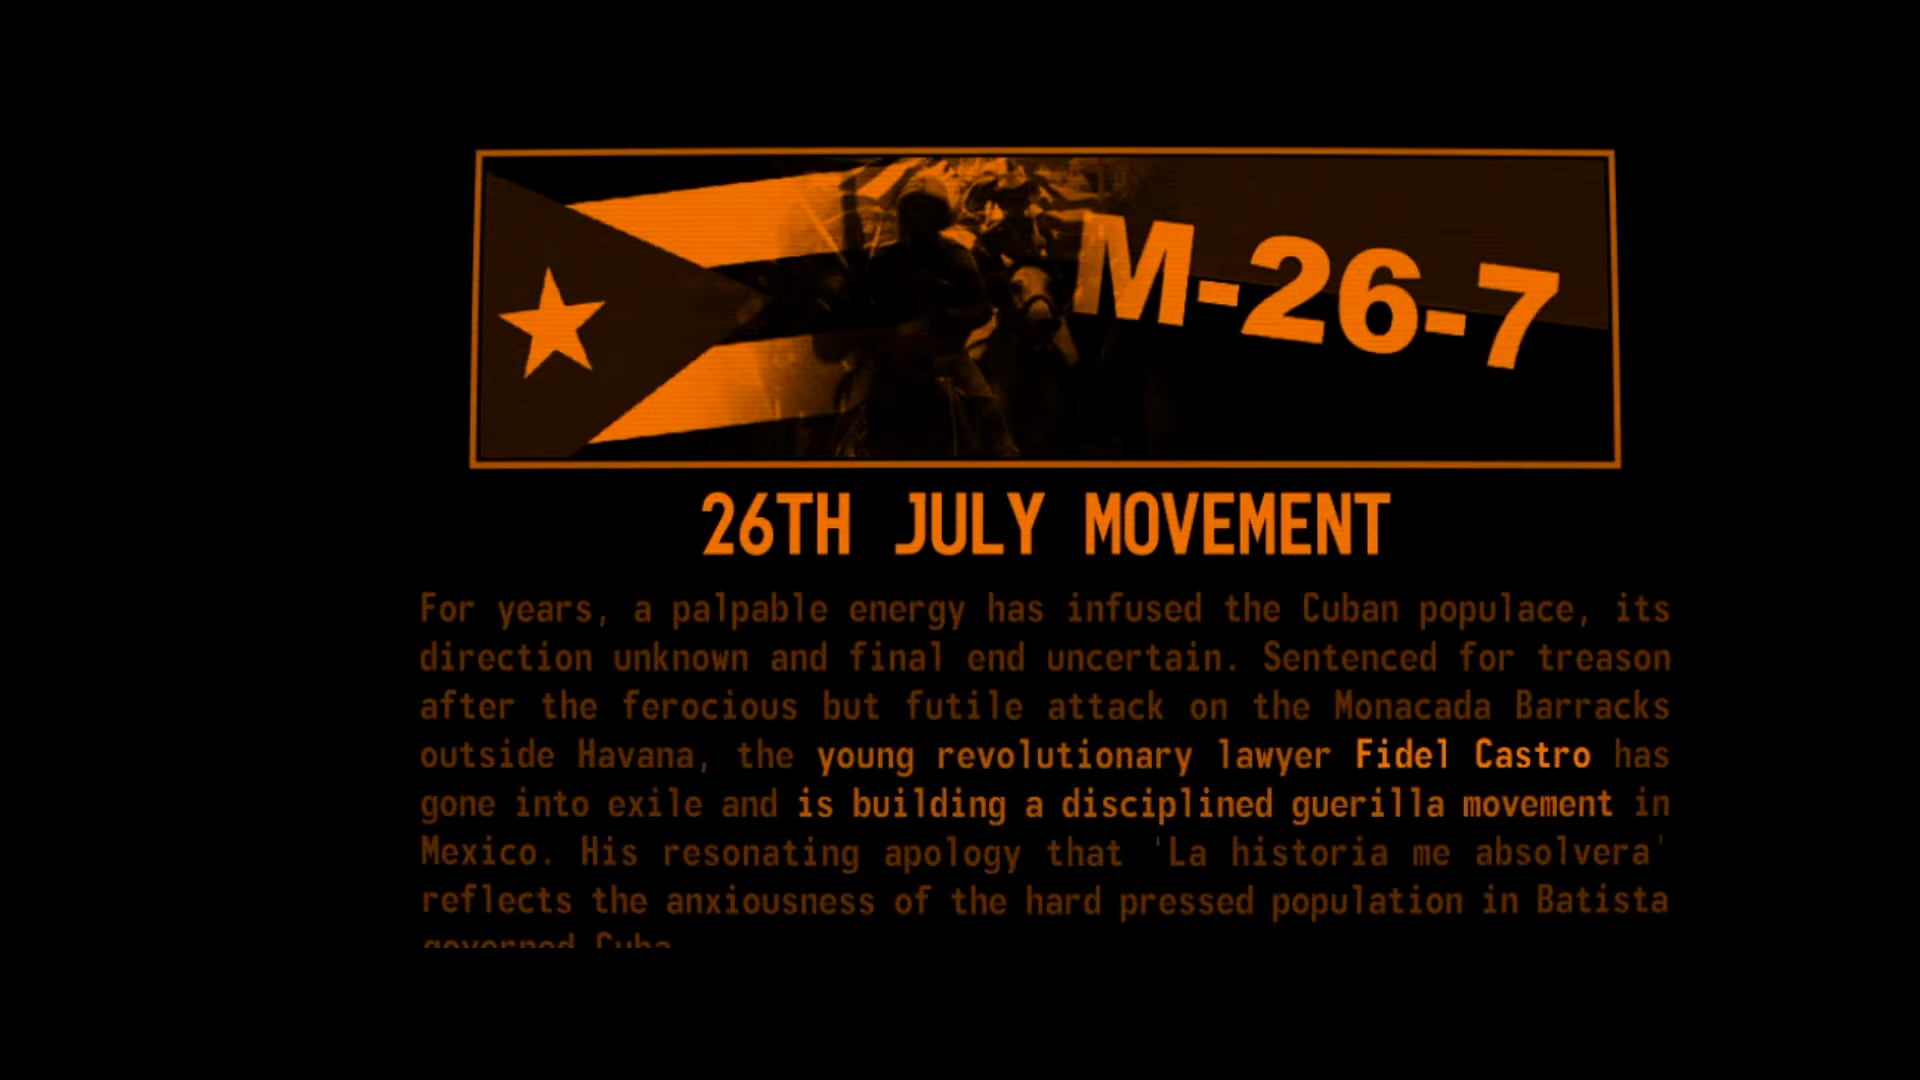 M-26-7
26TH JULY MOVEMENT
For years, a palpable energy has infused the Cuban populace, its
direction unknown and final end uncertain. Sentenced for treason
after the ferocious but futile attack on the Monacada Barracks
outside Havana, the young revolutionary lawyer Fidel Castro has
gone into exile and is building a disciplined guerilla movement in
Mexico. His resonating apology that 'La historia me absolvera'
reflects the anxiousness of the hard pressed population in Batista
governed Cuba